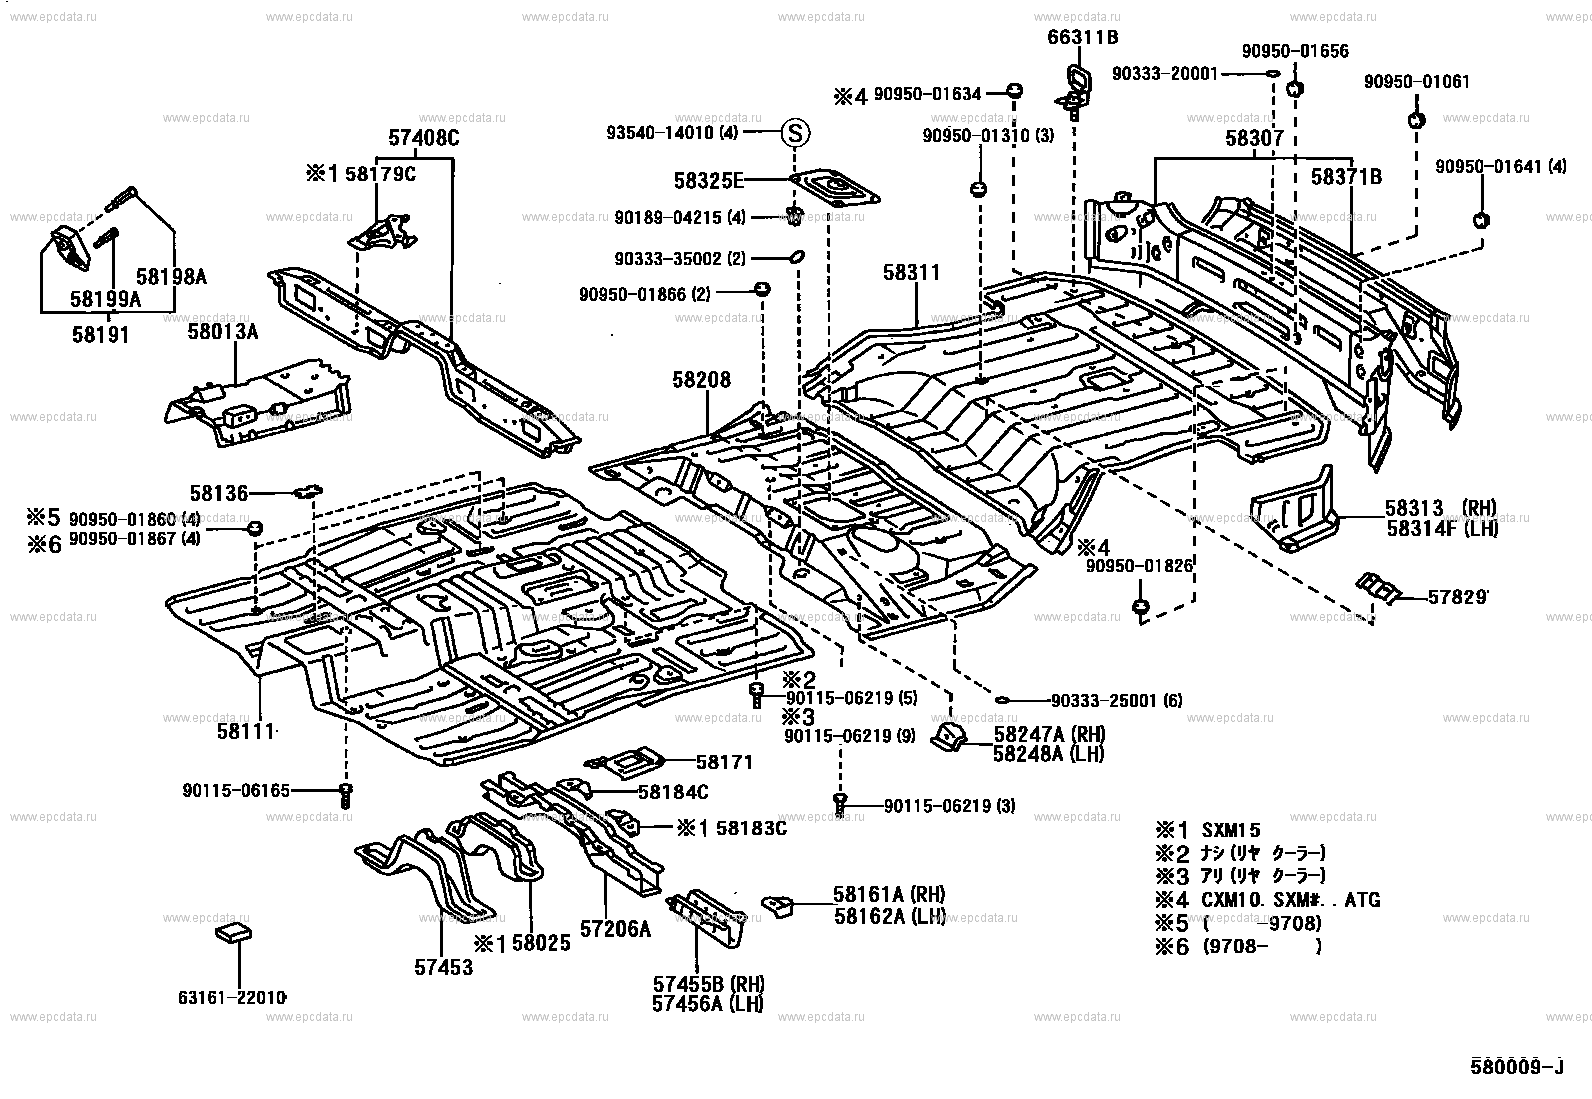 66311B
90950-01656
90333-20001
90950-01061
※4 90950-01634
93540-14010 (4)
S
90950-01310 (3)
58307
57408C
90950-01641 (4)
※1 58179C
58325E
58371B
90189-04215 (4)
90333-35002 (2)
58311
58198A
58199A
90950-01866 (2)
58191
58013A
58208
58136
※5 90950-01860 (4)
※6 90950-01867 (4)
58313 (RH)
58314F (LH)
※4
90950-01826
57829
※2
90115-06219 (5)
90333-25001 (6)
※3
90115-06219 (9)
58111
58247A (RH)
58248A (LH)
58171
90115-06165
58184C
90115-06219 (3)
※1 58183C
※1 SXM15
※2 ナシ (リヤ クーラー)
※3 アリ (リヤ クーラー)
※4 CXM10. SXM#.. ATG
※5 ( -9708)
※6 (9708- )
58161A (RH)
58162A (LH)
57206A
※1 58025
57453
57455B (RH)
57456A (LH)
63161-22010
580009-J
www.epcdata.ru